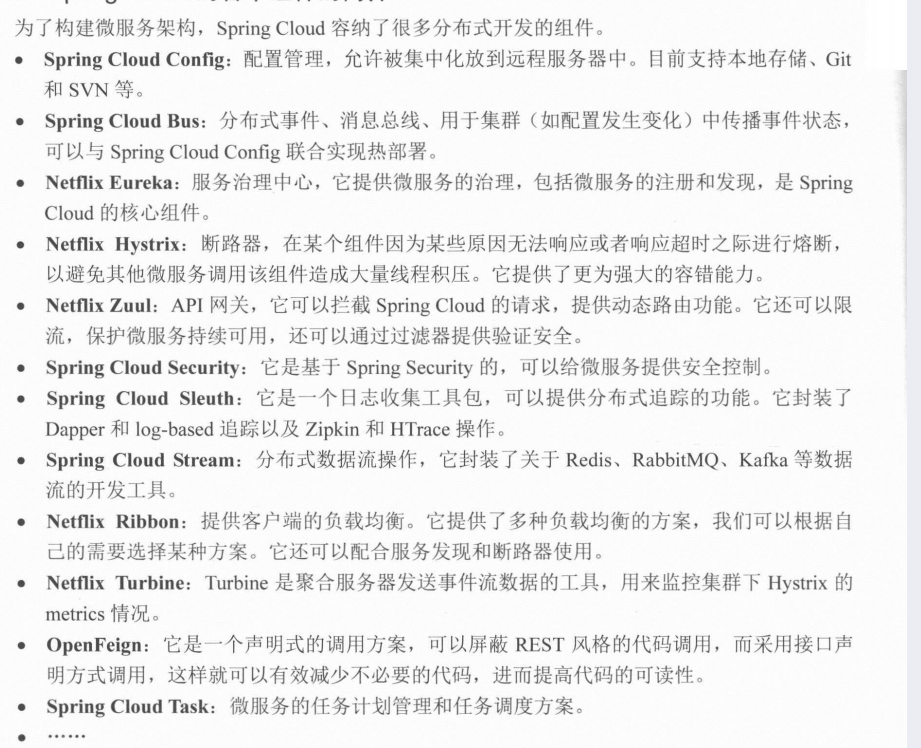 为了构建微服务架构，Spring Cloud 容纳了很多分布式开发的组件。
• Spring Cloud Config：配置管理，允许被集中化放到远程服务器中。目前支持本地存储、Git
和 SVN 等。
• Spring Cloud Bus：分布式事件、消息总线、用于集群（如配置发生变化）中传播事件状态，
可以与 Spring Cloud Config 联合实现热部署。
• Netflix Eureka：服务治理中心，它提供微服务的治理，包括微服务的注册和发现，是 Spring
Cloud 的核心组件。
• Netflix Hystrix：断路器，在某个组件因为某些原因无法响应或者响应超时之际进行熔断，
以避免其他微服务调用该组件造成大量线程积压。它提供了更为强大的容错能力。
• Netflix Zuul：API 网关，它可以拦截 Spring Cloud 的请求，提供动态路由功能。它还可以限
流，保护微服务持续可用，还可以通过过滤器提供验证安全。
• Spring Cloud Security：它是基于 Spring Security 的，可以给微服务提供安全控制。
• Spring Cloud Sleuth：它是一个日志收集工具包，可以提供分布式追踪的功能。它封装了
Dapper 和 log-based 追踪以及 Zipkin 和 HTrace 操作。
• Spring Cloud Stream：分布式数据流操作，它封装了关于 Redis、RabbitMQ、Kafka 等数据
流的开发工具。
• Netflix Ribbon：提供客户端的负载均衡。它提供了多种负载均衡的方案，我们可以根据自
己的需要选择某种方案。它还可以配合服务发现和断路器使用。
• Netflix Turbine：Turbine 是聚合服务器发送事件流数据的工具，用来监控集群下 Hystrix 的
metrics 情况。
• OpenFeign：它是一个声明式的调用方案，可以屏蔽 REST 风格的代码调用，而采用接口声
明方式调用，这样就可以有效减少不必要的代码，进而提高代码的可读性。
• Spring Cloud Task：微服务的任务计划管理和任务调度方案。
• ……